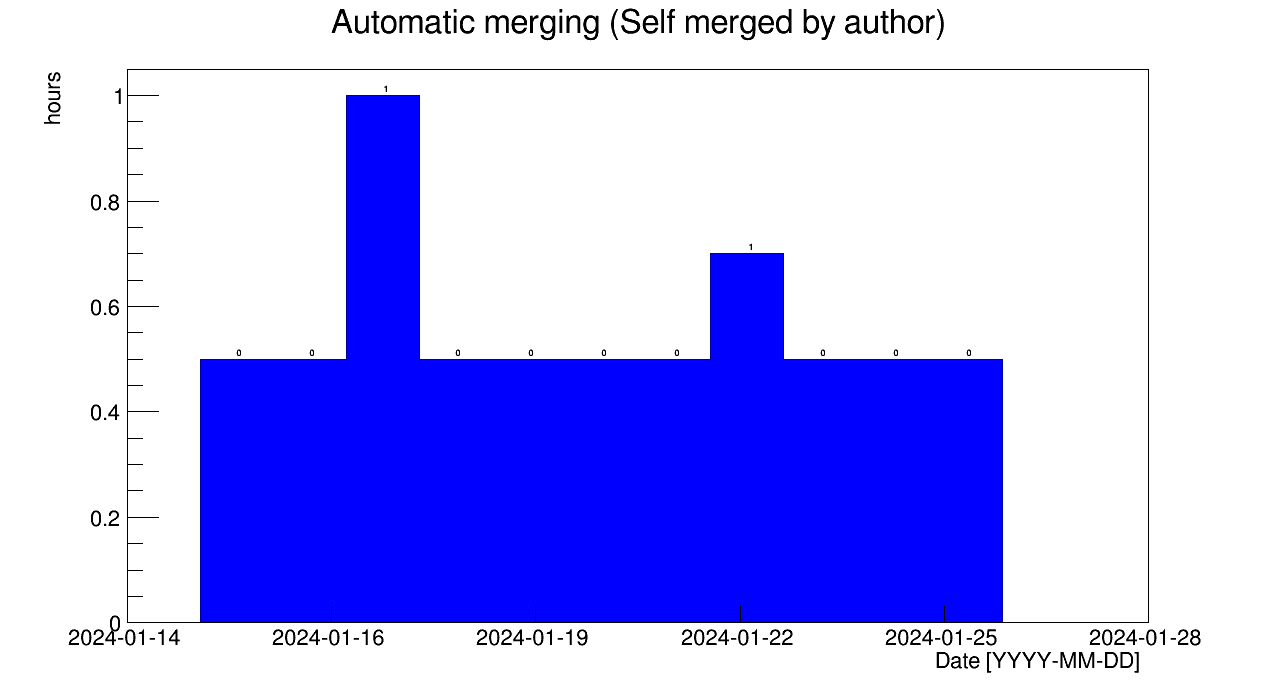 Automatic merging (Self merged by author)
hours
1
0.8
0.6
0.4
0.2
0
0 0 1 0 0 0 0 1 0 0 0
2024-01-14 2024-01-16 2024-01-19 2024-01-22 2024-01-25 2024-01-28
Date [YYYY-MM-DD]